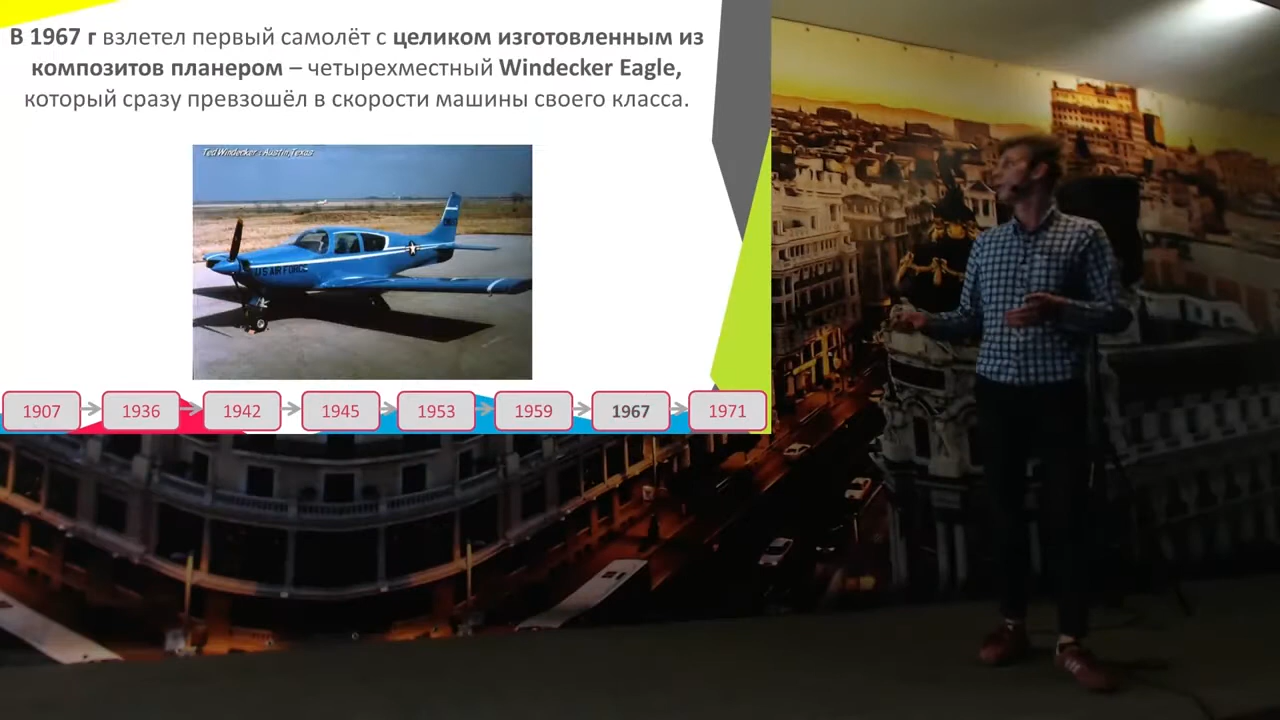 В 1967 г взлетел первый самолёт с целиком изготовленным из
композитов планером – четырехместный Windecker Eagle,
который сразу превзошёл в скорости машины своего класса.
Ted Windecker : Austin, Texas
U S AIR FORCE
1907
1936
1942
1945
1953
1959
1967
1971